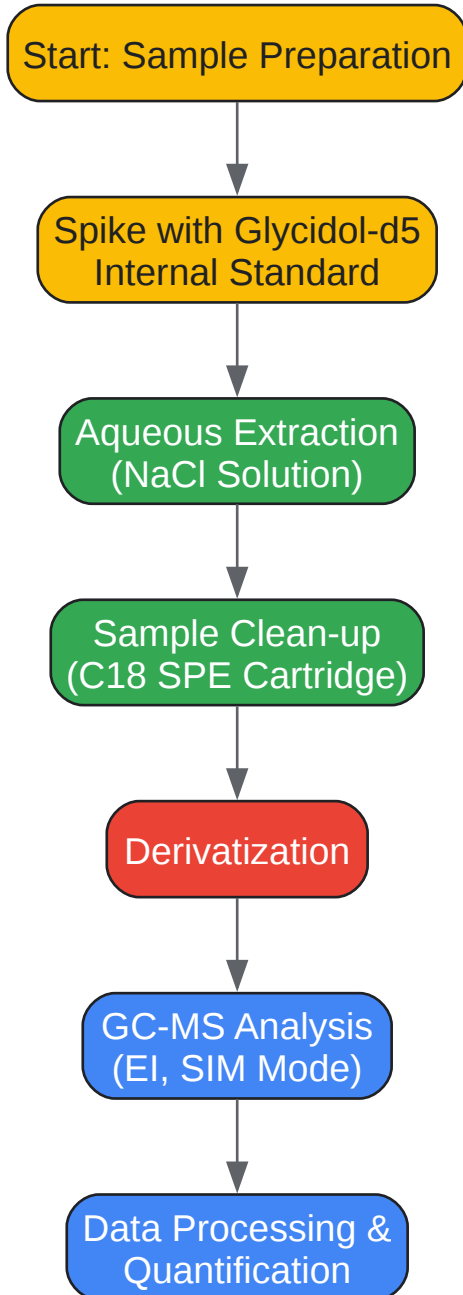 Start: Sample Preparation
Spike with Glycidol-d5
Internal Standard
Aqueous Extraction
(NaCl Solution)
Sample Clean-up
(C18 SPE Cartridge)
Derivatization
GC-MS Analysis
(EI, SIM Mode)
Data Processing &
Quantification